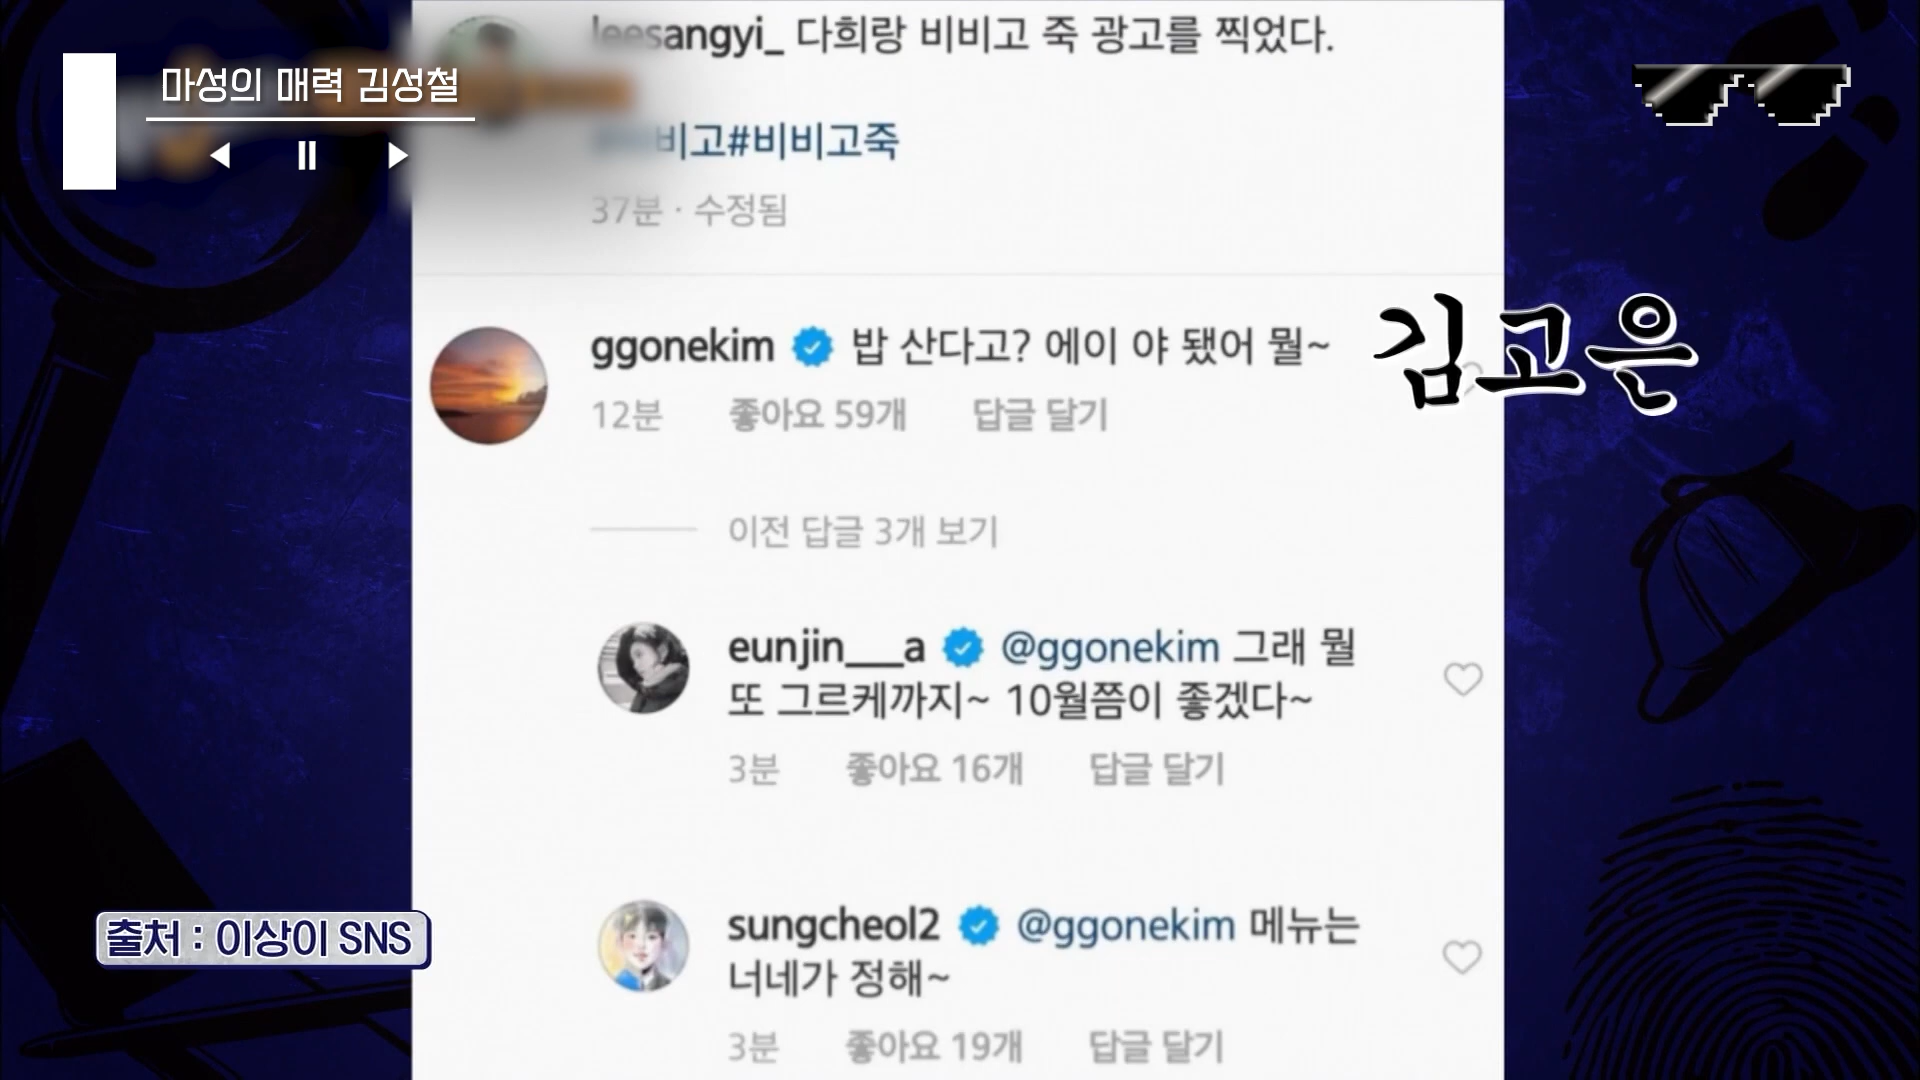 leesangyi_ 다희랑 비비고 죽 광고를 찍었다.
마성의 매력 김성철
비고#비비고죽
37분 · 수정됨
ggonekim 밥 산다고? 에이 야 됐어 뭘~
김고은
12분 좋아요 59개 답글 달기
이전 답글 3개 보기
eunjin___a @ggonekim 그래 뭘
또 그르케까지~ 10월쯤이 좋겠다~
3분 좋아요 16개 답글 달기
sungcheol2 @ggonekim 메뉴는
너네가 정해~
출처 : 이상이 SNS
3분 좋아요 19개 답글 달기